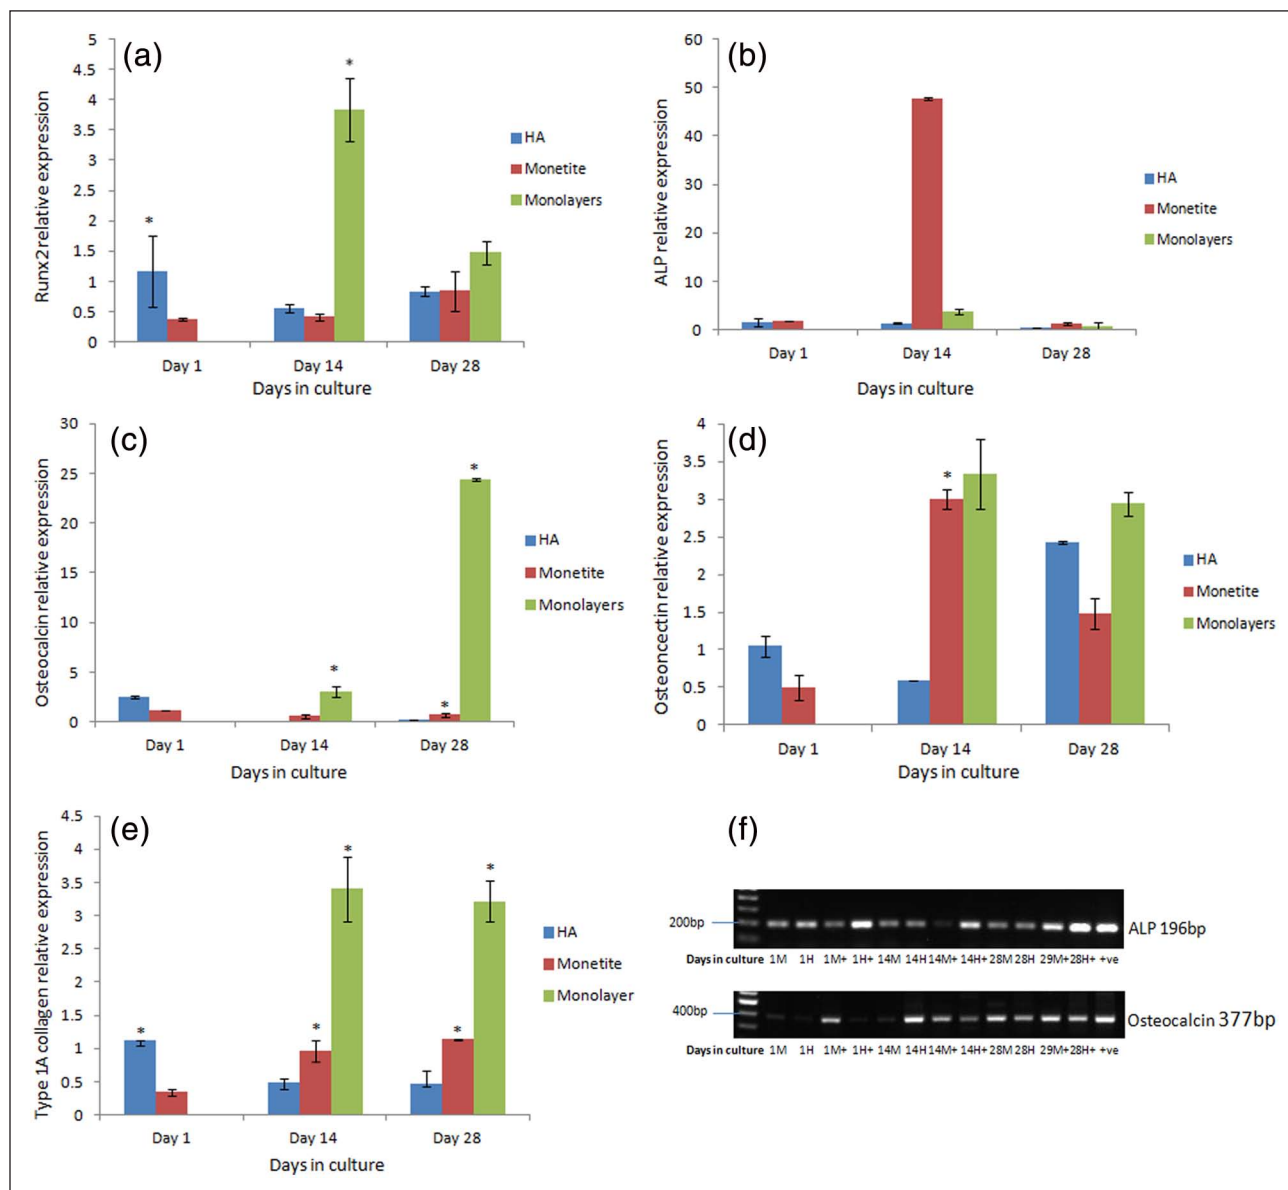 (a)
Runx2 relative expression
5
4.5
4
3.5
3
2.5
2
1.5
1
0.5
0
*
*
HA
Monetite
Monolayers
Day 1 Day 14 Day 28
Days in culture
(b)
ALP relative expression
60
50
40
30
20
10
0
HA
Monetite
Monolayers
Day 1 Day 14 Day 28
Days in culture
(c)
Osteocalcin relative expression
30
25
20
15
10
5
0
*
*
*
HA
Monetite
Monolayers
Day 1 Day 14 Day 28
Days in culture
(d)
Osteoncectin relative expression
4
3.5
3
2.5
2
1.5
1
0.5
0
*
HA
Monetite
Monolayers
Day 1 Day 14 Day 28
Days in culture
(e)
Type 1A collagen relative expression
4.5
4
3.5
3
2.5
2
1.5
1
0.5
0
*
*
*
*
*
HA
Monetite
Monolayer
Day 1 Day 14 Day 28
Days in culture
(f)
200bp
ALP 196bp
Days in culture 1M 1H 1M+ 1H+ 14M 14H 14M+ 14H+ 28M 28H 29M+ 28H+ +ve
400bp
Osteocalcin 377bp
Days in culture 1M 1H 1M+ 1H+ 14M 14H 14M+ 14H+ 28M 28H 29M+ 28H+ +ve